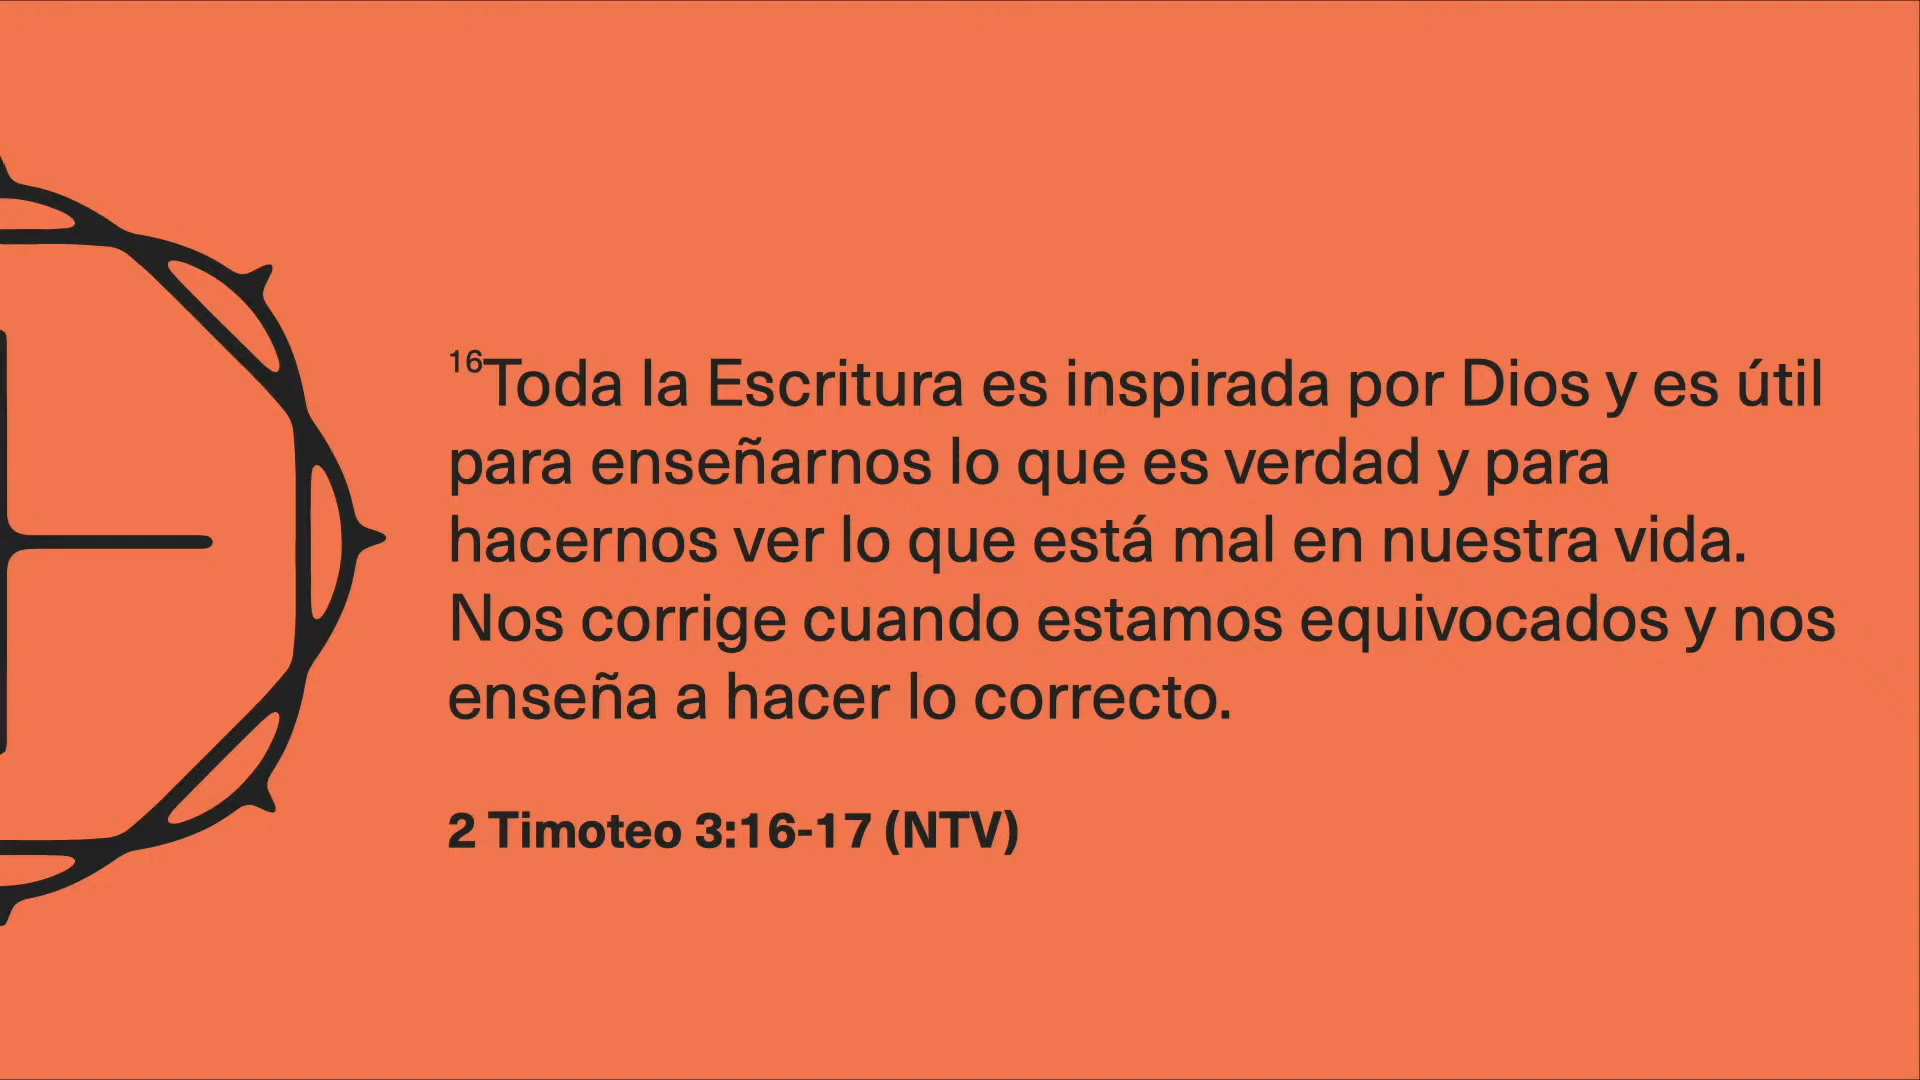 16Toda la Escritura es inspirada por Dios y es útil
para enseñarnos lo que es verdad y para
hacernos ver lo que está mal en nuestra vida.
Nos corrige cuando estamos equivocados y nos
enseña a hacer lo correcto.
2 Timoteo 3:16-17 (NTV)